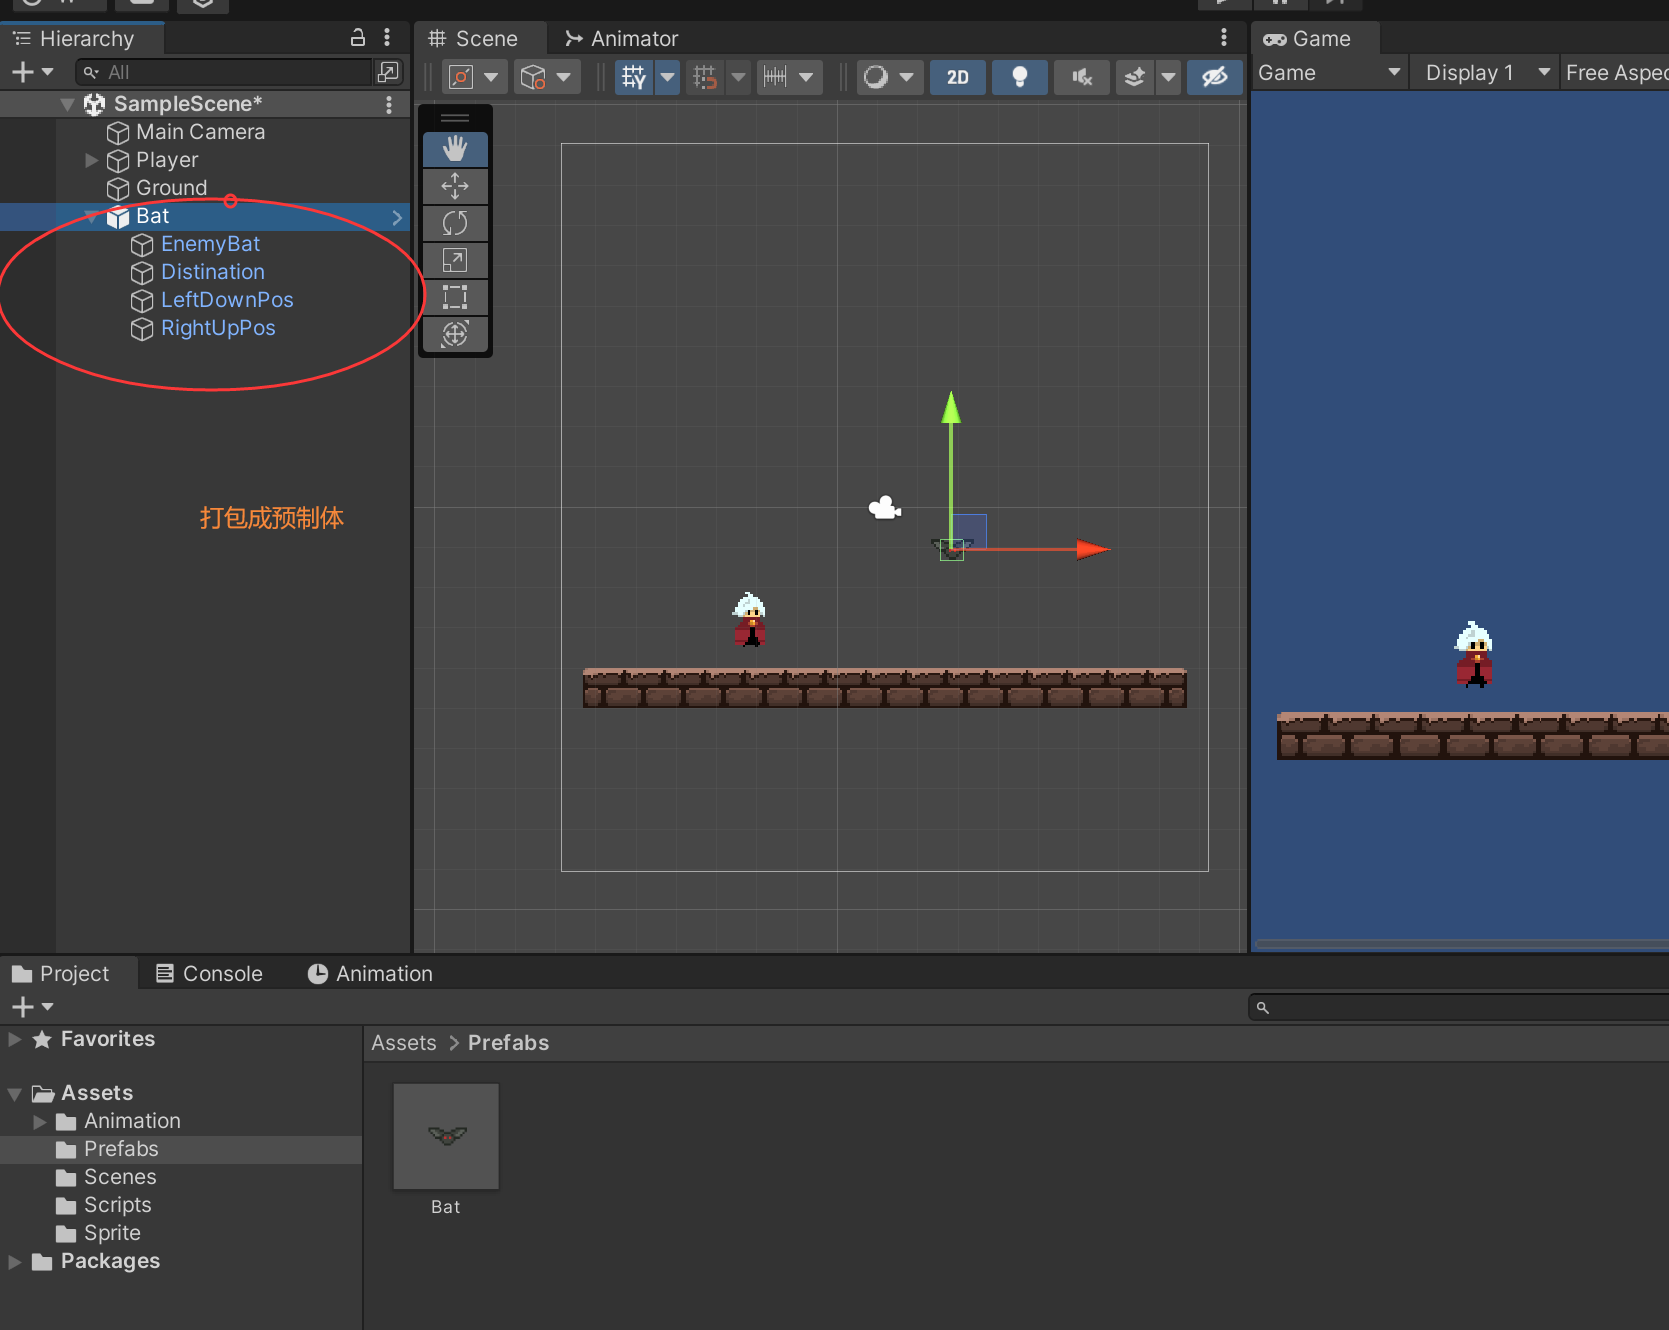 Hierarchy
All
SampleScene*
Main Camera
Player
Ground
Bat
EnemyBat
Distination
LeftDownPos
RightUpPos
打包成预制体
Scene
Animator
2D
Game
Game
Display 1
Free Aspec
Project
Console
Animation
Favorites
Assets
Animation
Prefabs
Scenes
Scripts
Sprite
Packages
Assets > Prefabs
Bat